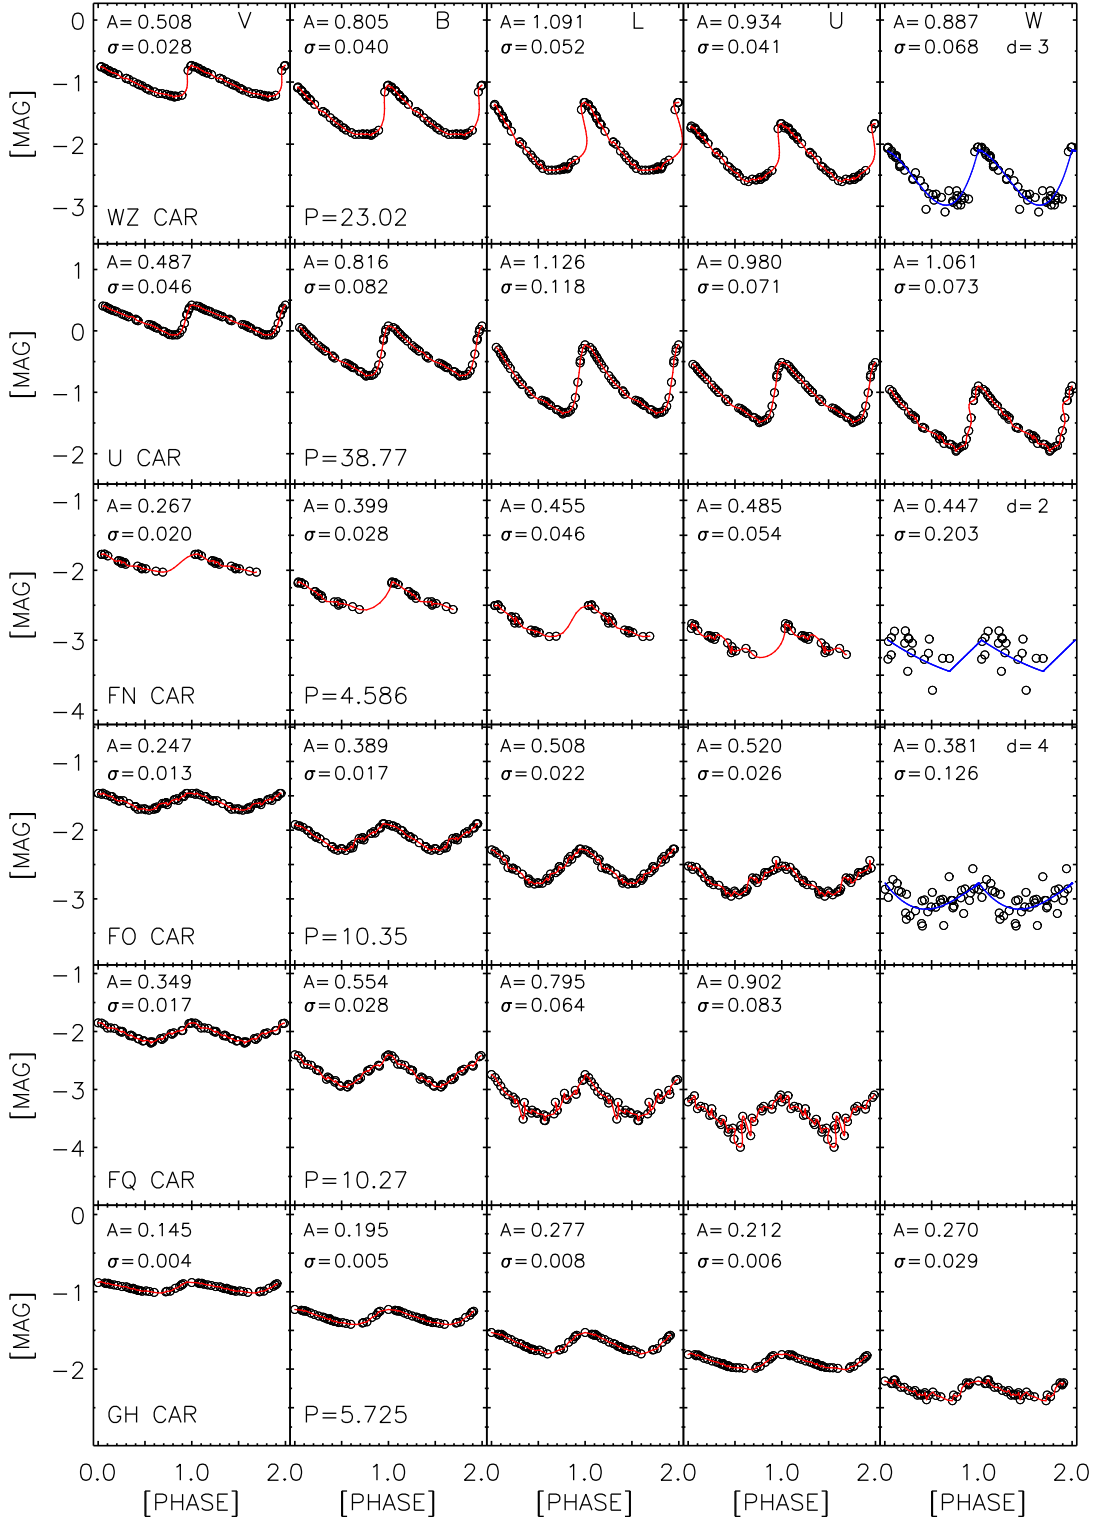 A=0.508 V A=0.805 B A=1.091 L A=0.934 U A=0.887 W
σ=0.028 σ=0.040 σ=0.052 σ=0.041 σ=0.068 d=3
0
−1
−2
−3
[MAG]
WZ CAR P=23.02
A=0.487 A=0.816 A=1.126 A=0.980 A=1.061
σ=0.046 σ=0.082 σ=0.118 σ=0.071 σ=0.073
1
0
−1
−2
[MAG]
U CAR P=38.77
A=0.267 A=0.399 A=0.455 A=0.485 A=0.447 d=2
σ=0.020 σ=0.028 σ=0.046 σ=0.054 σ=0.203
−1
−2
−3
−4
[MAG]
FN CAR P=4.586
A=0.247 A=0.389 A=0.508 A=0.520 A=0.381 d=4
σ=0.013 σ=0.017 σ=0.022 σ=0.026 σ=0.126
−1
−2
−3
[MAG]
FO CAR P=10.35
A=0.349 A=0.554 A=0.795 A=0.902
σ=0.017 σ=0.028 σ=0.064 σ=0.083
−1
−2
−3
−4
[MAG]
FQ CAR P=10.27
A=0.145 A=0.195 A=0.277 A=0.212 A=0.270
σ=0.004 σ=0.005 σ=0.008 σ=0.006 σ=0.029
0
−1
−2
[MAG]
GH CAR P=5.725
0.0 1.0 2.0 1.0 2.0 1.0 2.0 1.0 2.0 1.0 2.0
[PHASE] [PHASE] [PHASE] [PHASE] [PHASE]